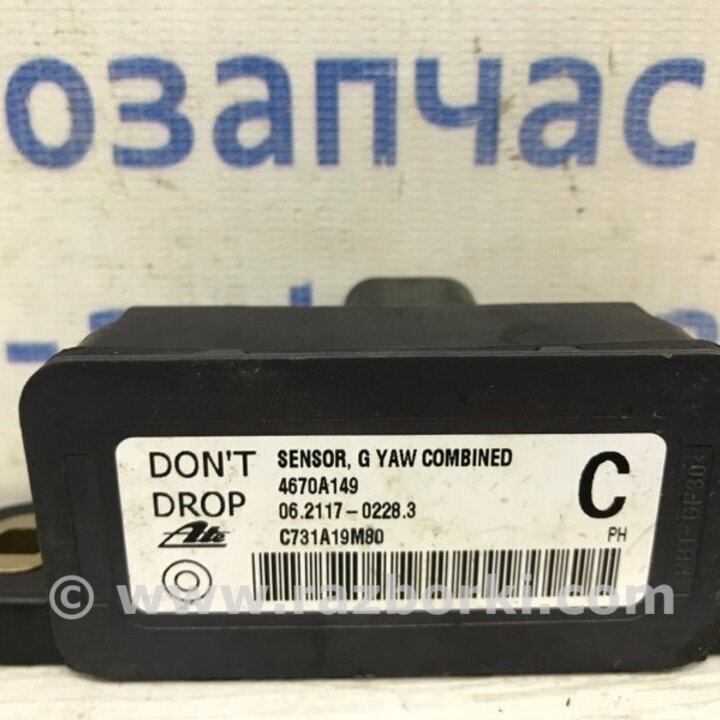 озапчас
DON'T DROP
SENSOR, G YAW COMBINED
4670A149
06.2117-0228.3
C731A19M80
Ate
C
PH
© www.razborki.com